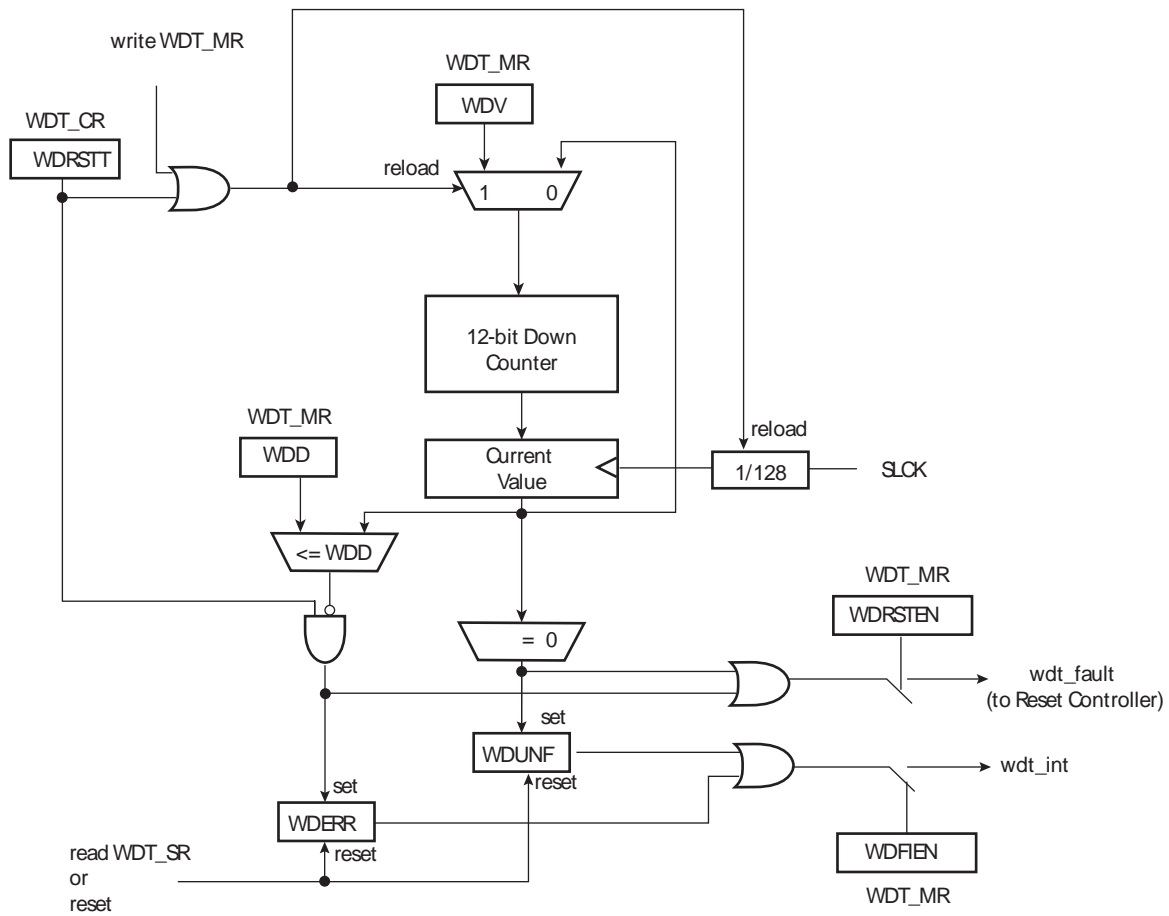 write WDT_MR
WDT_MR
WDV
WDT_CR
WDRSTT
reload
1 0
12-bit Down
Counter
WDT_MR
WDD
reload
Current
Value
1/128
SLCK
<= WDD
WDT_MR
WDRSTEN
= 0
wdt_fault
(to Reset Controller)
set
WDUNF
reset
wdt_int
set
WDERR
reset
WDFIEN
WDT_MR
read WDT_SR
or
reset